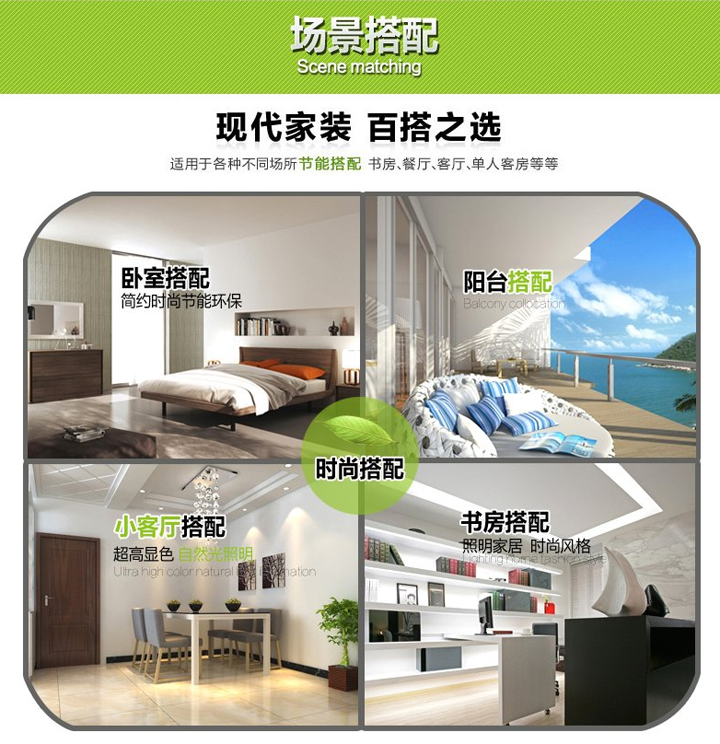 场景搭配
Scene matching
现代家装 百搭之选
适用于各种不同场所节能搭配 书房、餐厅、客厅、单人客房等等
卧室搭配
简约时尚节能环保
阳台搭配
Balcony collocation
时尚搭配
小客厅搭配
超高显色 自然光照明
Ultra high color natural
书房搭配
照明家居 时尚风格
Lighting home fashion style